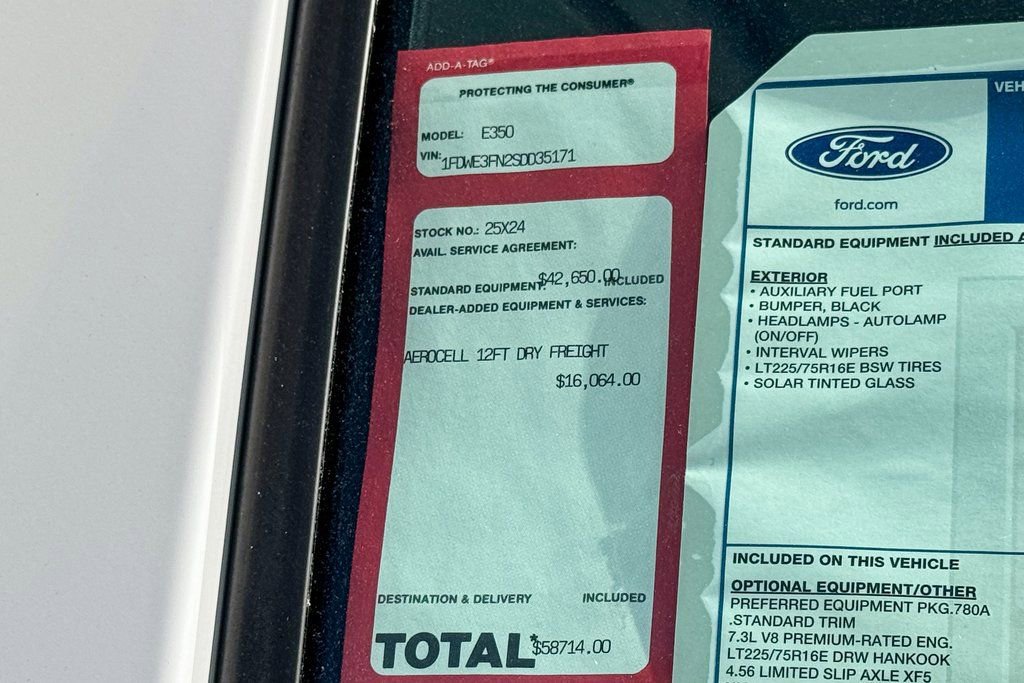 ADD-A-TAG®
PROTECTING THE CONSUMER®
MODEL: E350
VIN: 1FDWE3FN2SDD35171
STOCK NO.: 25X24
AVAIL. SERVICE AGREEMENT:
$42,650.00
STANDARD EQUIPMENT INCLUDED
DEALER-ADDED EQUIPMENT & SERVICES:
AEROCELL 12FT DRY FREIGHT
$16,064.00
DESTINATION & DELIVERY INCLUDED
TOTAL* $58714.00
VEH
Ford
ford.com
STANDARD EQUIPMENT INCLUDED A
EXTERIOR
• AUXILIARY FUEL PORT
• BUMPER, BLACK
• HEADLAMPS - AUTOLAMP
(ON/OFF)
• INTERVAL WIPERS
• LT225/75R16E BSW TIRES
• SOLAR TINTED GLASS
INCLUDED ON THIS VEHICLE
OPTIONAL EQUIPMENT/OTHER
PREFERRED EQUIPMENT PKG.780A
.STANDARD TRIM
7.3L V8 PREMIUM-RATED ENG.
LT225/75R16E DRW HANKOOK
4.56 LIMITED SLIP AXLE XF5